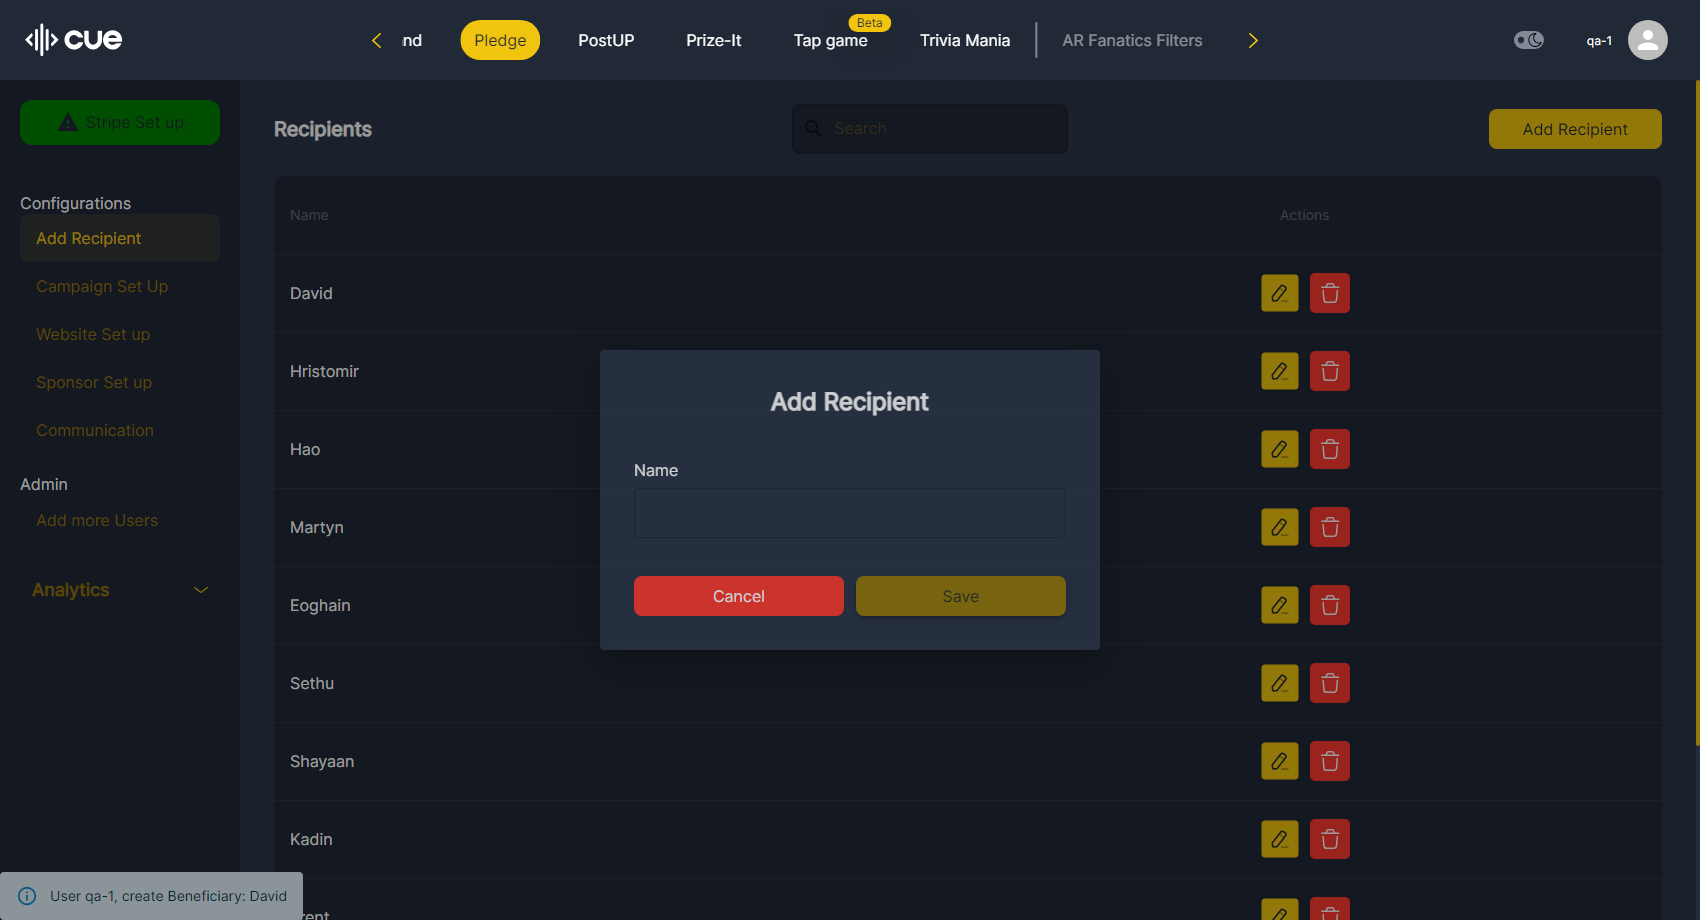 cue
nd
Pledge
PostUP
Prize-It
Tap game
Beta
Trivia Mania
AR Fanatics Filters
qa-1
Stripe Set up
Configurations
Add Recipient
Campaign Set Up
Website Set up
Sponsor Set up
Communication
Admin
Add more Users
Analytics
Recipients
Search
Add Recipient
Name
Actions
David
Hristomir
Hao
Martyn
Eoghain
Sethu
Shayaan
Kadin
rent
Add Recipient
Name
Cancel
Save
User qa-1, create Beneficiary: David